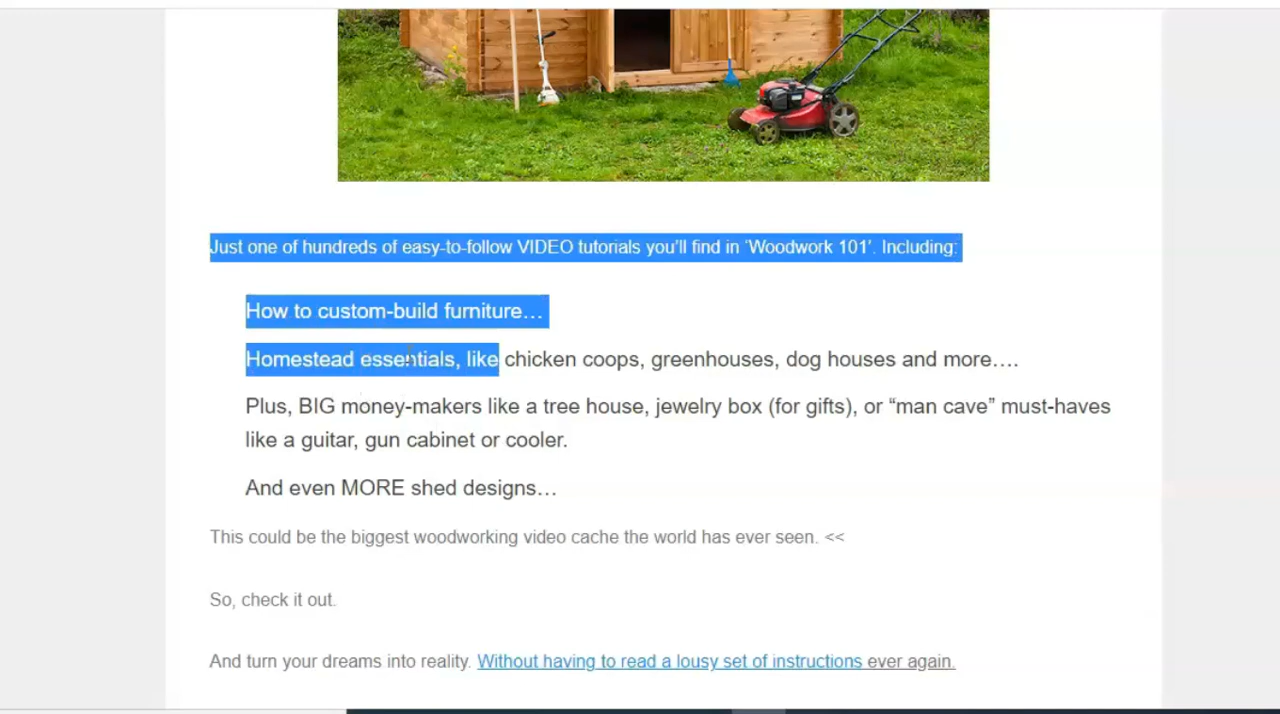 Just one of hundreds of easy-to-follow VIDEO tutorials you'll find in ‘Woodwork 101’. Including:
How to custom-build furniture…
Homestead essentials, like chicken coops, greenhouses, dog houses and more….
Plus, BIG money-makers like a tree house, jewelry box (for gifts), or “man cave” must-haves
like a guitar, gun cabinet or cooler.
And even MORE shed designs…
This could be the biggest woodworking video cache the world has ever seen. <<
So, check it out.
And turn your dreams into reality. Without having to read a lousy set of instructions ever again.